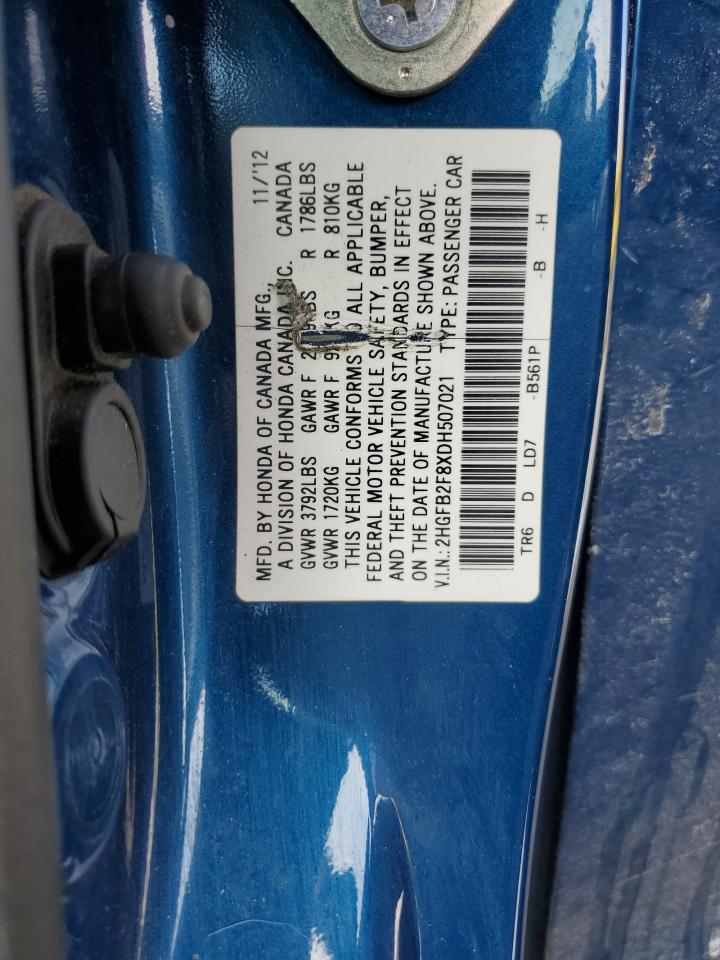 MFD. BY HONDA OF CANADA MFG., 11/'12
A DIVISION OF HONDA CANADA INC. CANADA
GVWR 3792LBS GAWR F R 1786LBS
GVWR 1720KG GAWR F R 810KG
THIS VEHICLE CONFORMS TO ALL APPLICABLE
FEDERAL MOTOR VEHICLE SAFETY, BUMPER,
AND THEFT PREVENTION STANDARDS IN EFFECT
ON THE DATE OF MANUFACTURE SHOWN ABOVE.
V.I.N.: 2HGFB2F8XDH507021 TYPE: PASSENGER CAR
TR6 D LD7 -B561P -B -H